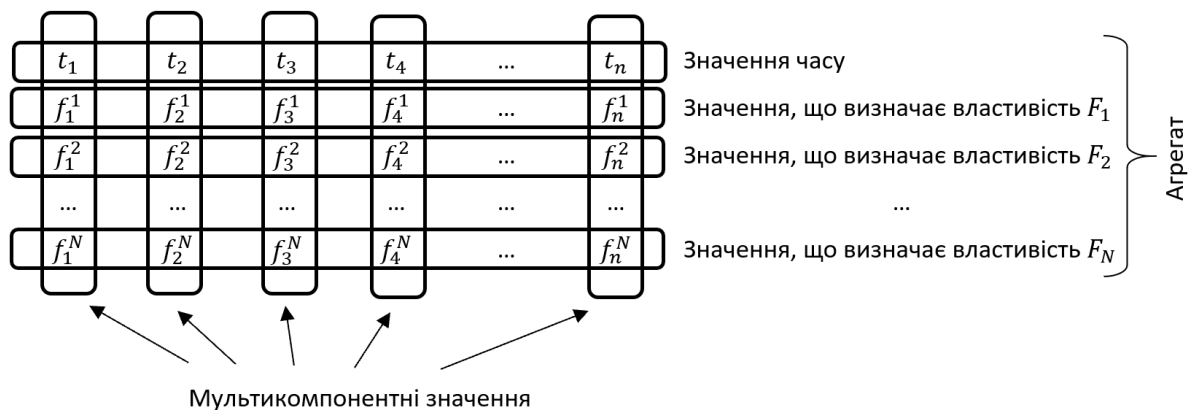 t₁ t₂ t₃ t₄ ... tₙ Значення часу
f₁¹ f₂¹ f₃¹ f₄¹ ... fₙ¹ Значення, що визначає властивість F₁
f₁² f₂² f₃² f₄² ... fₙ² Значення, що визначає властивість F₂
... ... ... ... ... ... ...
f₁ᴺ f₂ᴺ f₃ᴺ f₄ᴺ ... fₙᴺ Значення, що визначає властивість F_N
Агрегат
Мультикомпонентні значення